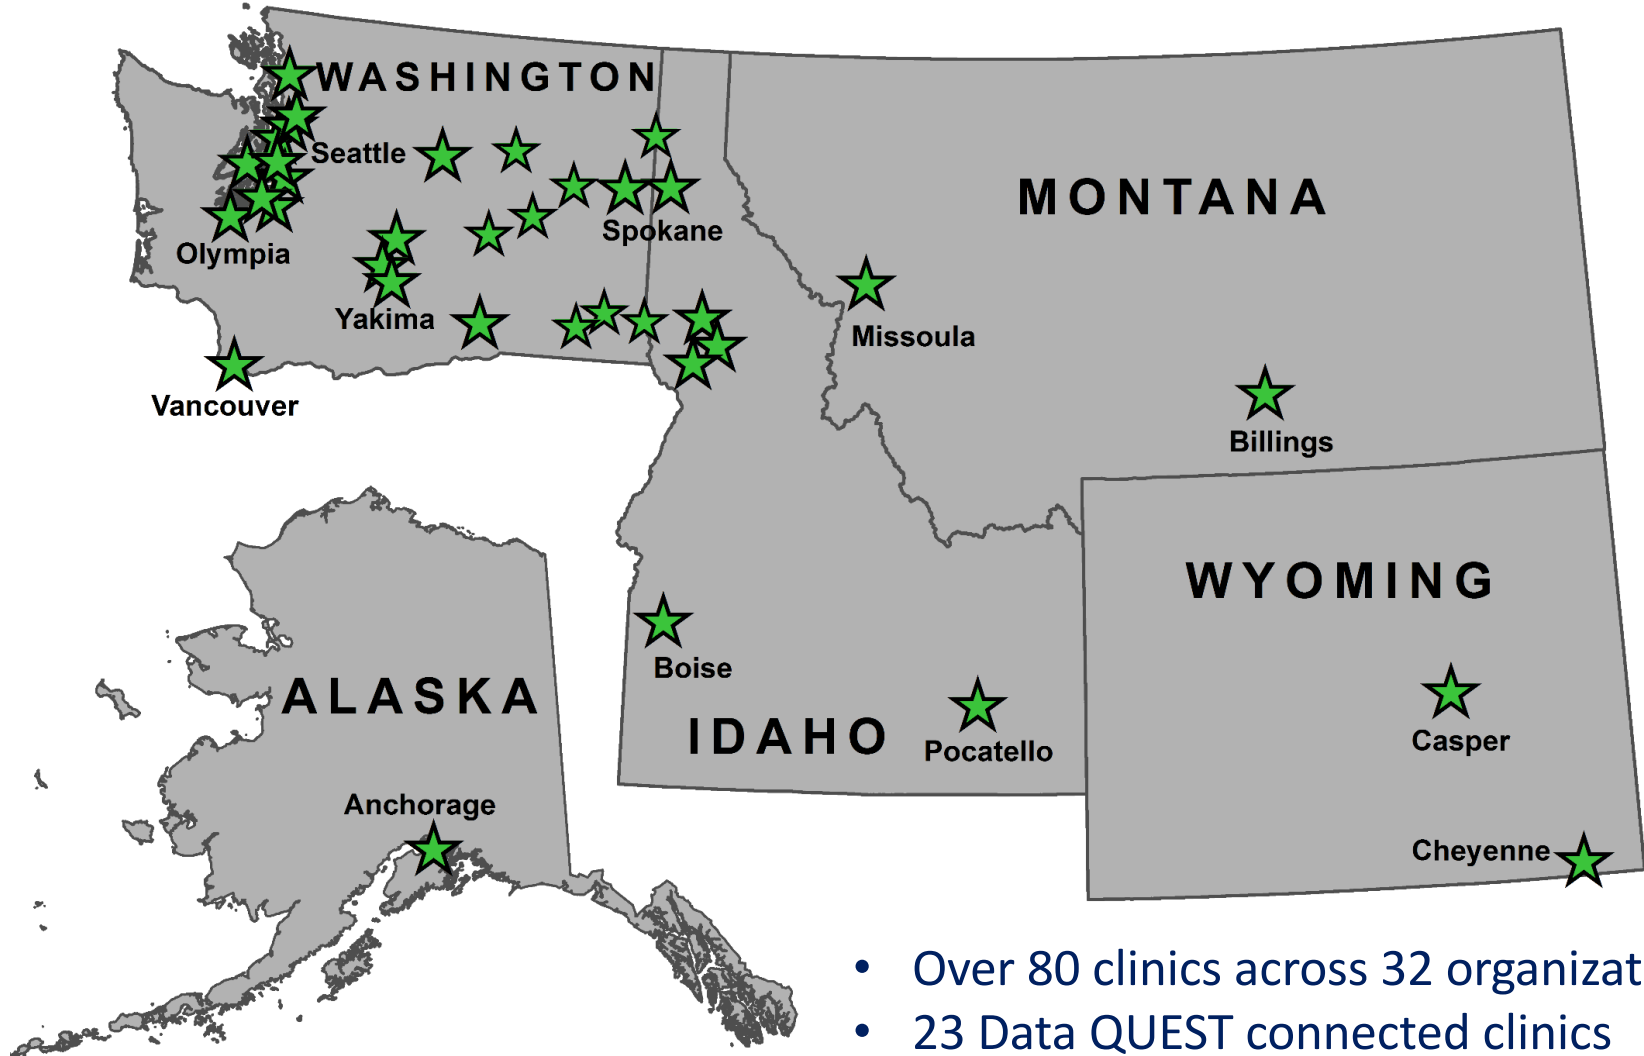 WASHINGTON
Seattle
MONTANA
Spokane
Olympia
Yakima
Missoula
Vancouver
Billings
WYOMING
Boise
ALASKA
IDAHO
Pocatello
Casper
Anchorage
Cheyenne
• Over 80 clinics across 32 organizat
• 23 Data QUEST connected clinics